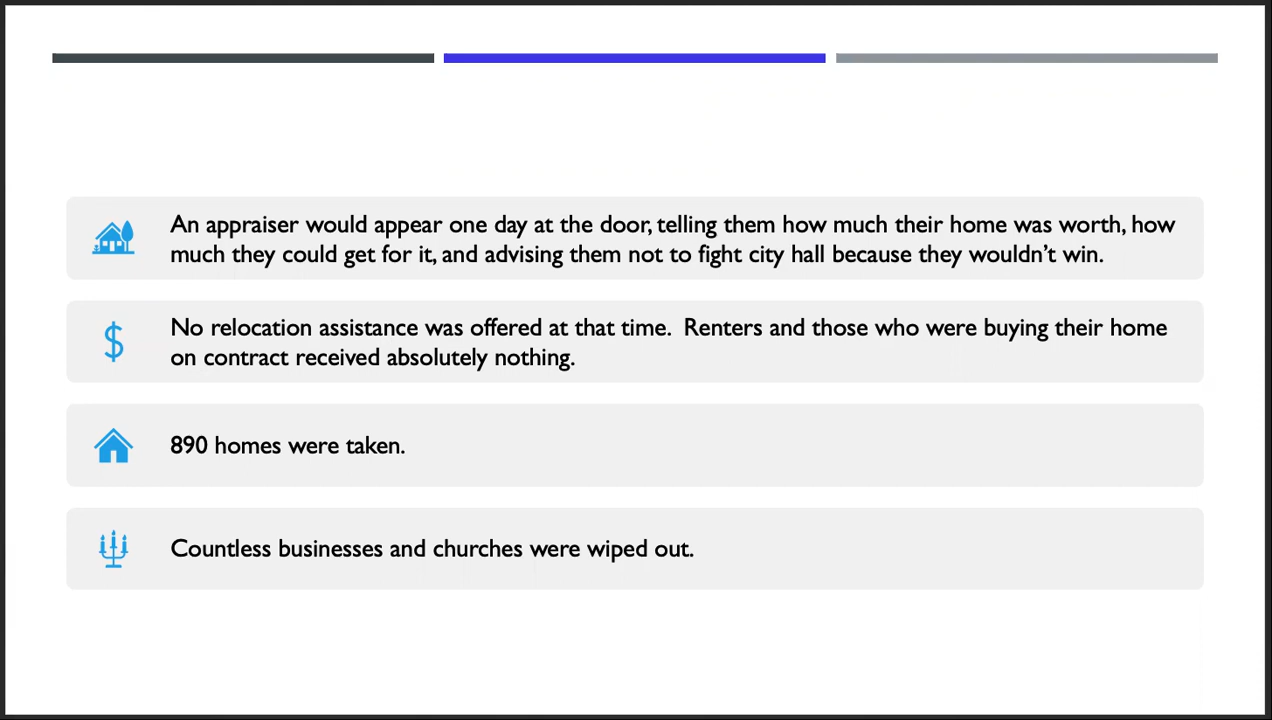 An appraiser would appear one day at the door, telling them how much their home was worth, how
much they could get for it, and advising them not to fight city hall because they wouldn’t win.
No relocation assistance was offered at that time.  Renters and those who were buying their home
on contract received absolutely nothing.
890 homes were taken.
Countless businesses and churches were wiped out.